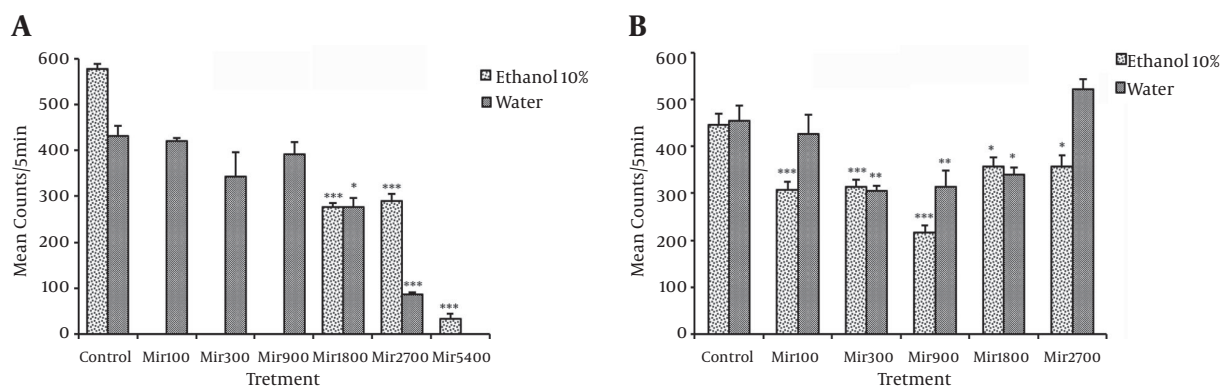 A
Mean Counts/5min
600
500
400
300
200
100
0
Ethanol 10%
Water
***
*
***
***
***
Control Mir100 Mir300 Mir900 Mir1800 Mir2700 Mir5400
Tretment
B
Mean Counts/5min
600
500
400
300
200
100
0
Ethanol 10%
Water
***
***
**
***
**
*
*
*
Control Mir100 Mir300 Mir900 Mir1800 Mir2700
Tretment